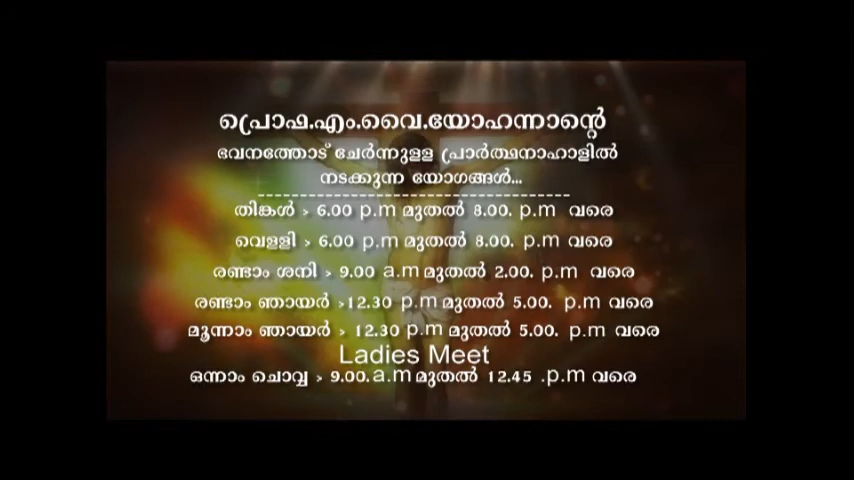 പ്രൊഫ.എം.വൈ.യോഹന്നാന്റെ
ഭവനത്തോട് ചേർന്നുള്ള പ്രാർത്ഥനാഹാളിൽ
നടക്കുന്ന യോഗങ്ങൾ...
തിങ്കൾ > 6.00 p.m മുതൽ 8.00. p.m വരെ
വെള്ളി > 6.00 p.m മുതൽ 8.00. p.m വരെ
രണ്ടാം ശനി > 9.00 a.m മുതൽ 2.00. p.m വരെ
രണ്ടാം ഞായർ >12.30 p.m മുതൽ 5.00. p.m വരെ
മൂന്നാം ഞായർ > 12.30 p.m മുതൽ 5.00. p.m വരെ
Ladies Meet
ഒന്നാം ചൊവ്വ > 9.00. a.m മുതൽ 12.45 .p.m വരെ